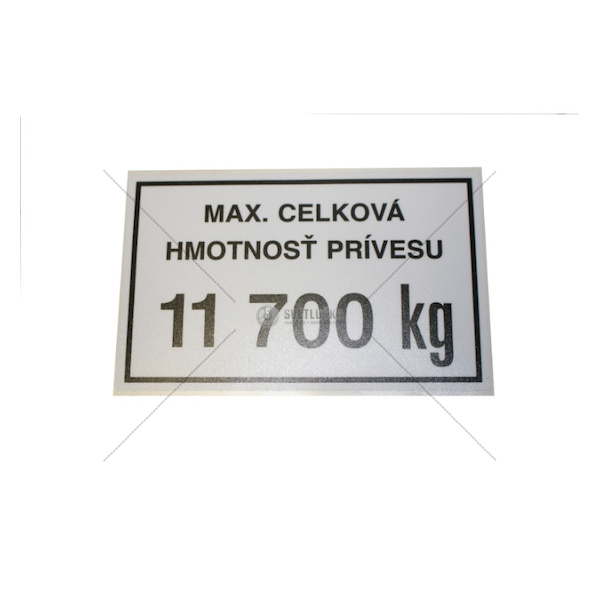 MAX. CELKOVÁ
HMOTNOSŤ PRÍVESU
11 700 kg